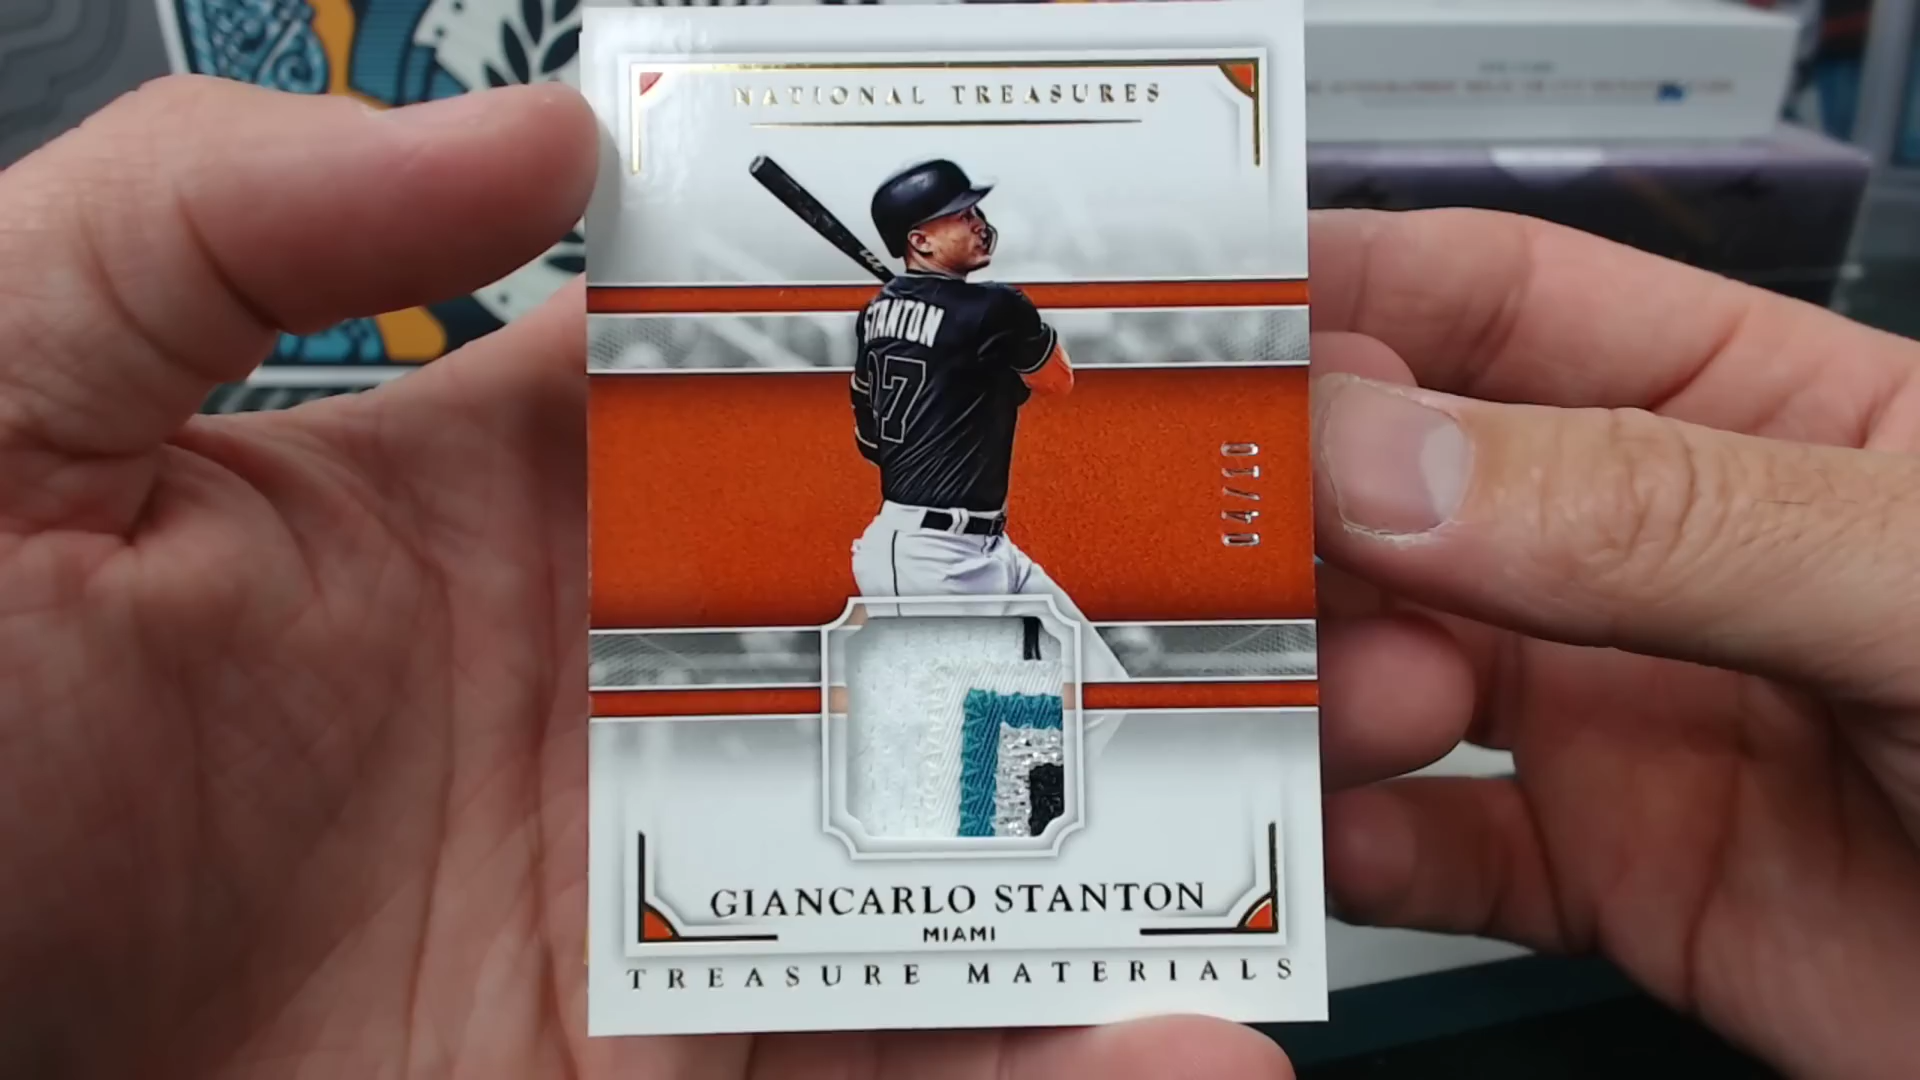 NATIONAL TREASURES
STANTON
27
04/10
GIANCARLO STANTON
MIAMI
TREASURE MATERIALS